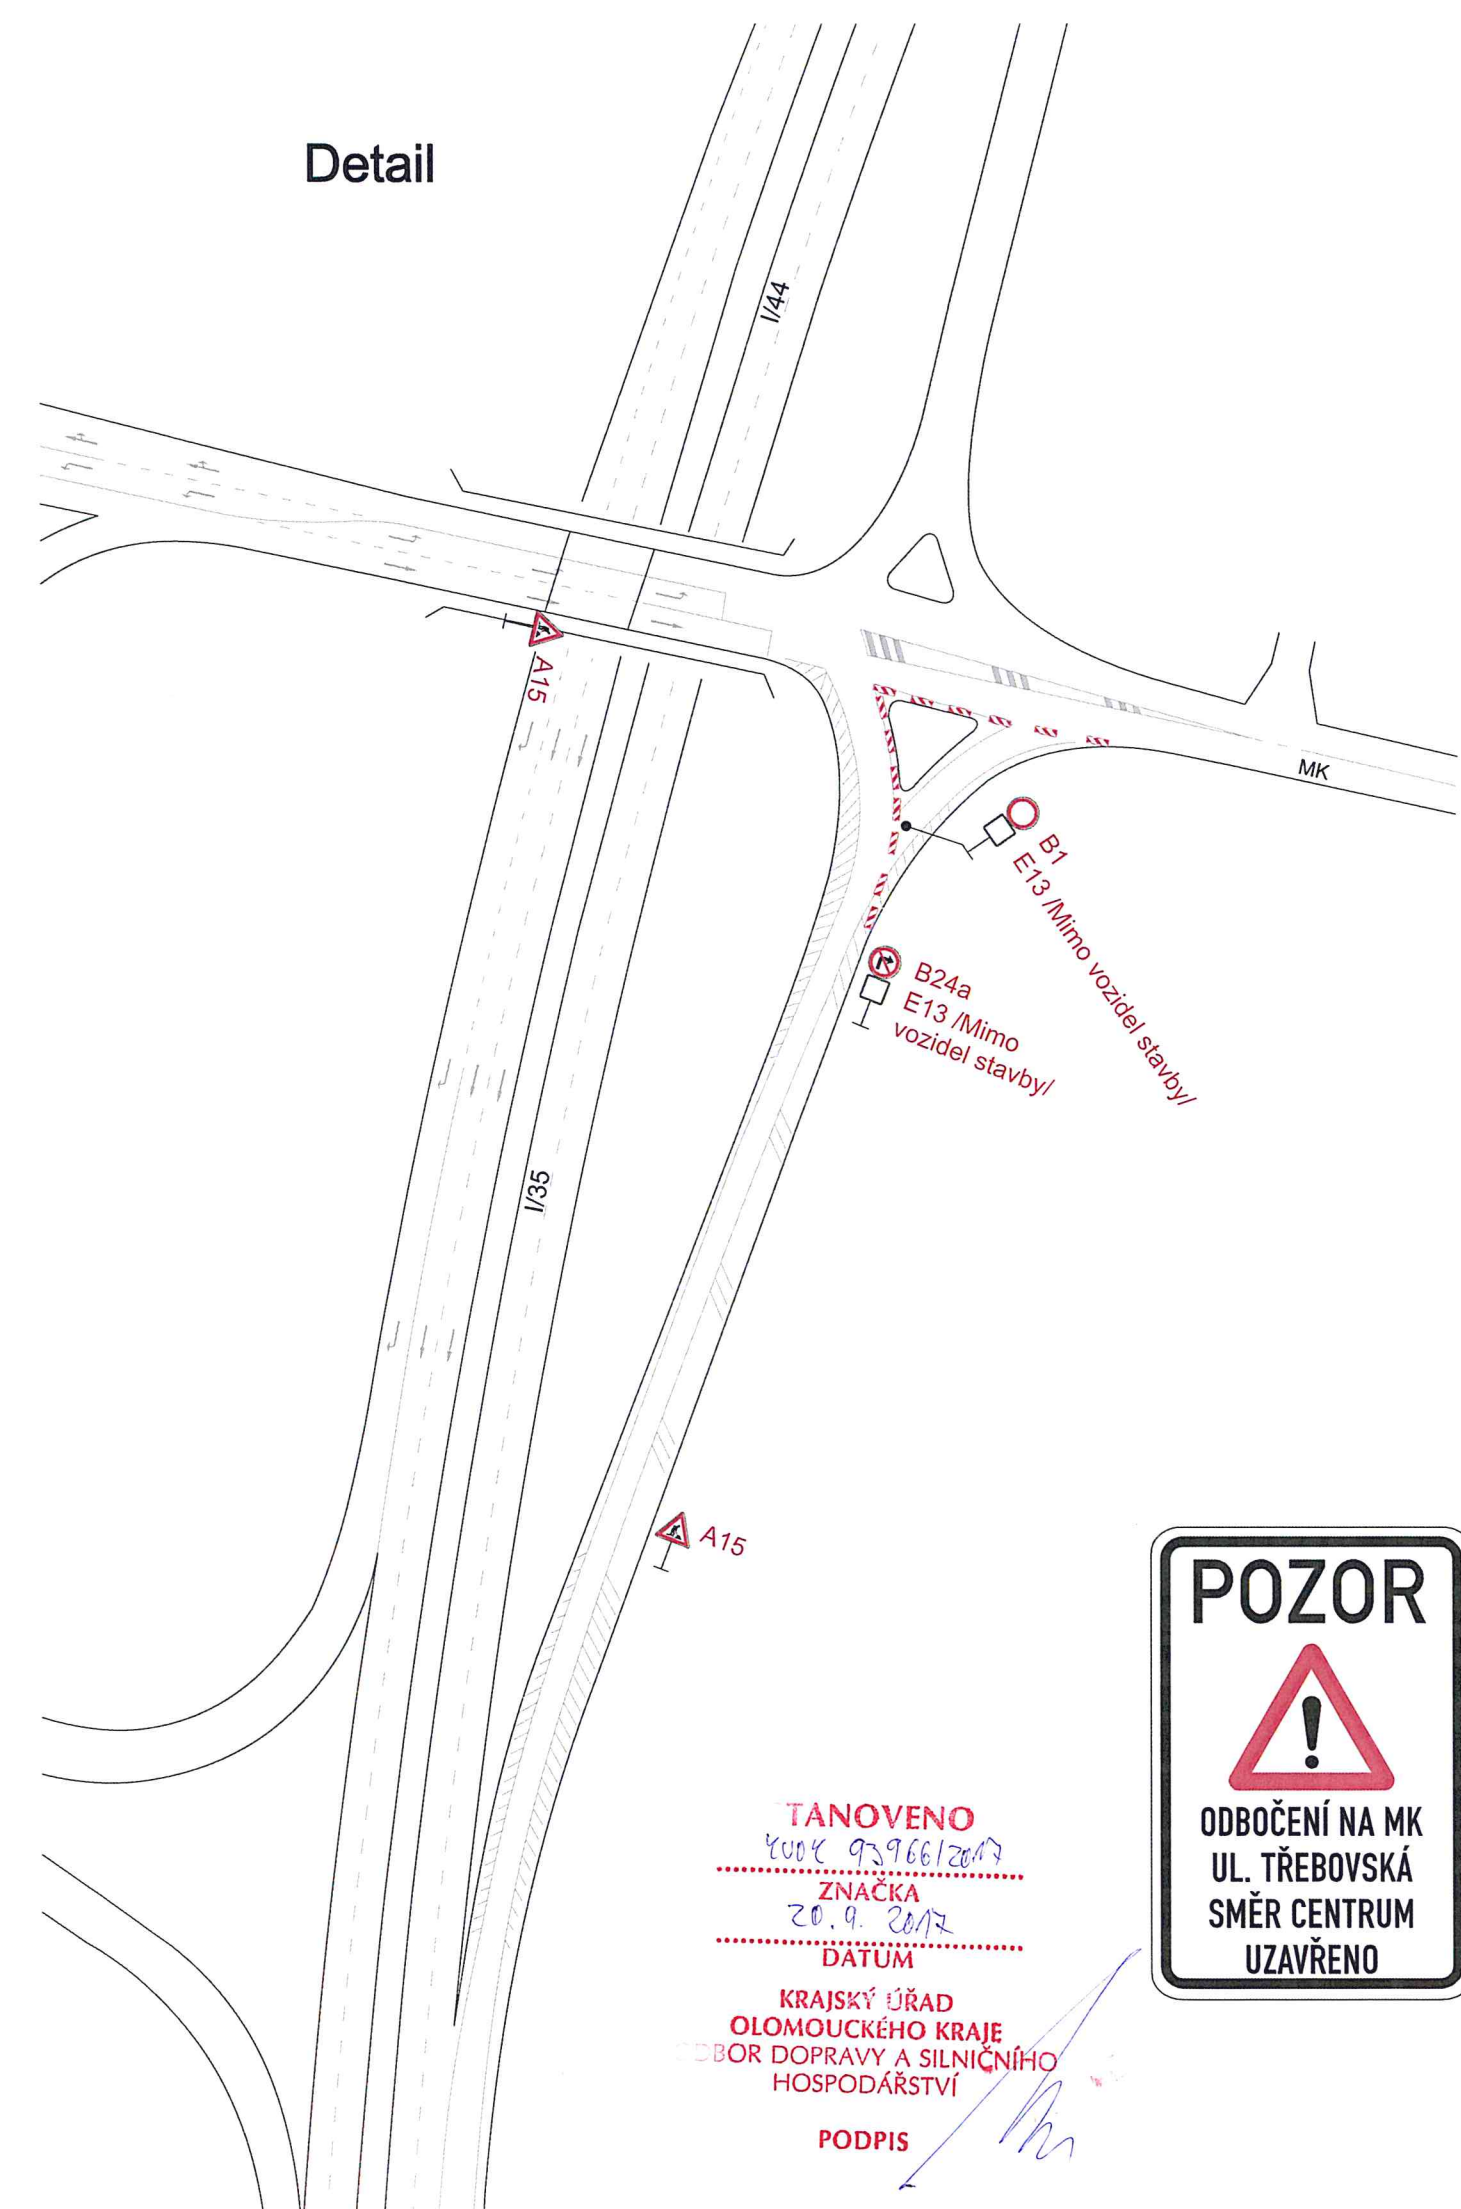 Detail
I/44
A15
MK
B1
E13 /Mimo vozidel stavby/
B24a
E13 /Mimo
vozidel stavby/
I/35
A15
POZOR
!
ODBOČENÍ NA MK
UL. TŘEBOVSKÁ
SMĚR CENTRUM
UZAVŘENO
TANOVENO
93966/2017
ZNAČKA
20. 9. 2017
DATUM
KRAJSKÝ ÚŘAD
OLOMOUCKÉHO KRAJE
DBOR DOPRAVY A SILNIČNÍHO
HOSPODÁŘSTVÍ
PODPIS